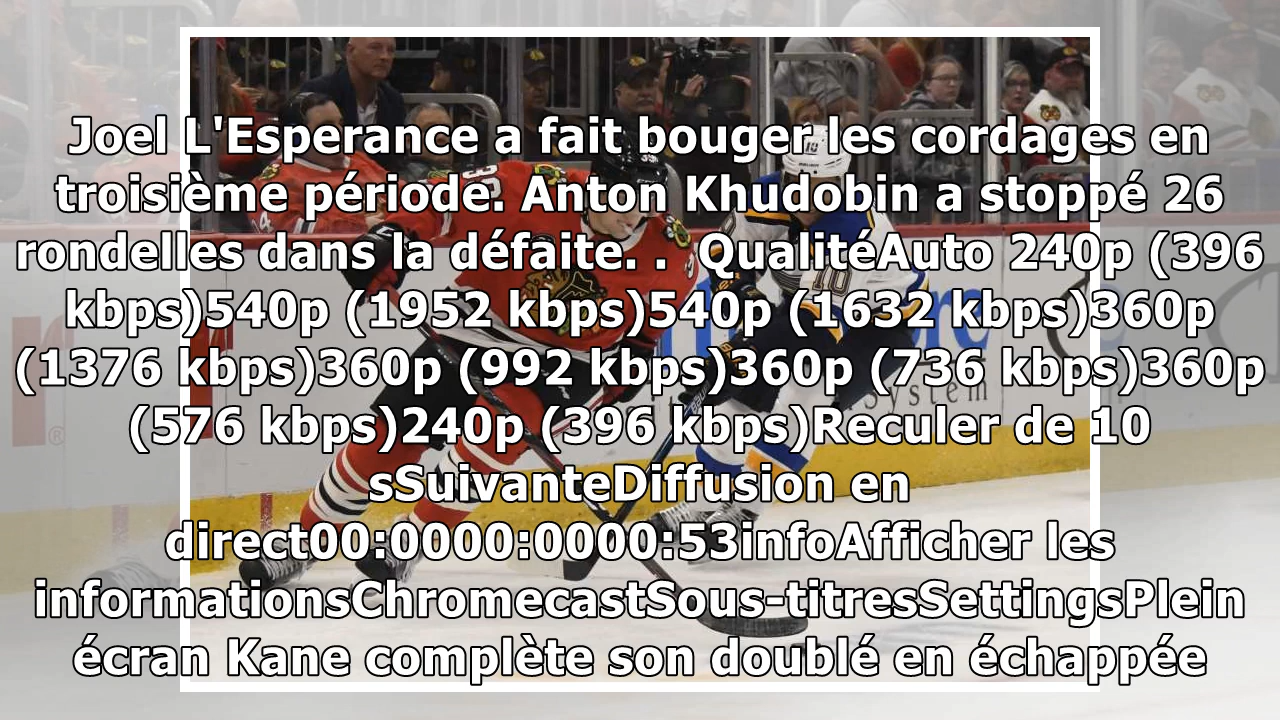 Joel L'Esperance a fait bouger les cordages en
troisième période. Anton Khudobin a stoppé 26
rondelles dans la défaite. . QualitéAuto 240p (396
kbps)540p (1952 kbps)540p (1632 kbps)360p
(1376 kbps)360p (992 kbps)360p (736 kbps)360p
(576 kbps)240p (396 kbps)Reculer de 10
sSuivanteDiffusion en
direct00:0000:0000:53infoAfficher les
informationsChromecastSous-titresSettingsPlein
écran Kane complète son doublé en échappée
10
10
System